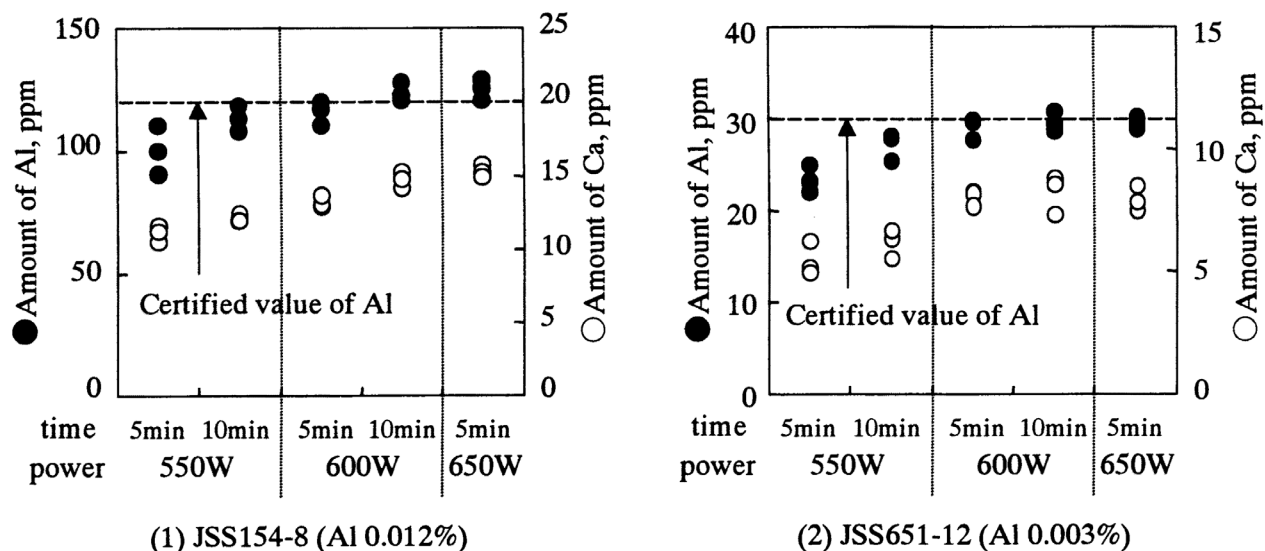 150
100
50
0
● Amount of Al, ppm
25
20
15
10
5
0
○ Amount of Ca, ppm
Certified value of Al
time 5min 10min 5min 10min 5min
power 550W 600W 650W
(1) JSS154-8 (Al 0.012%)
40
30
20
10
0
● Amount of Al, ppm
15
10
5
0
○ Amount of Ca, ppm
Certified value of Al
time 5min 10min 5min 10min 5min
power 550W 600W 650W
(2) JSS651-12 (Al 0.003%)